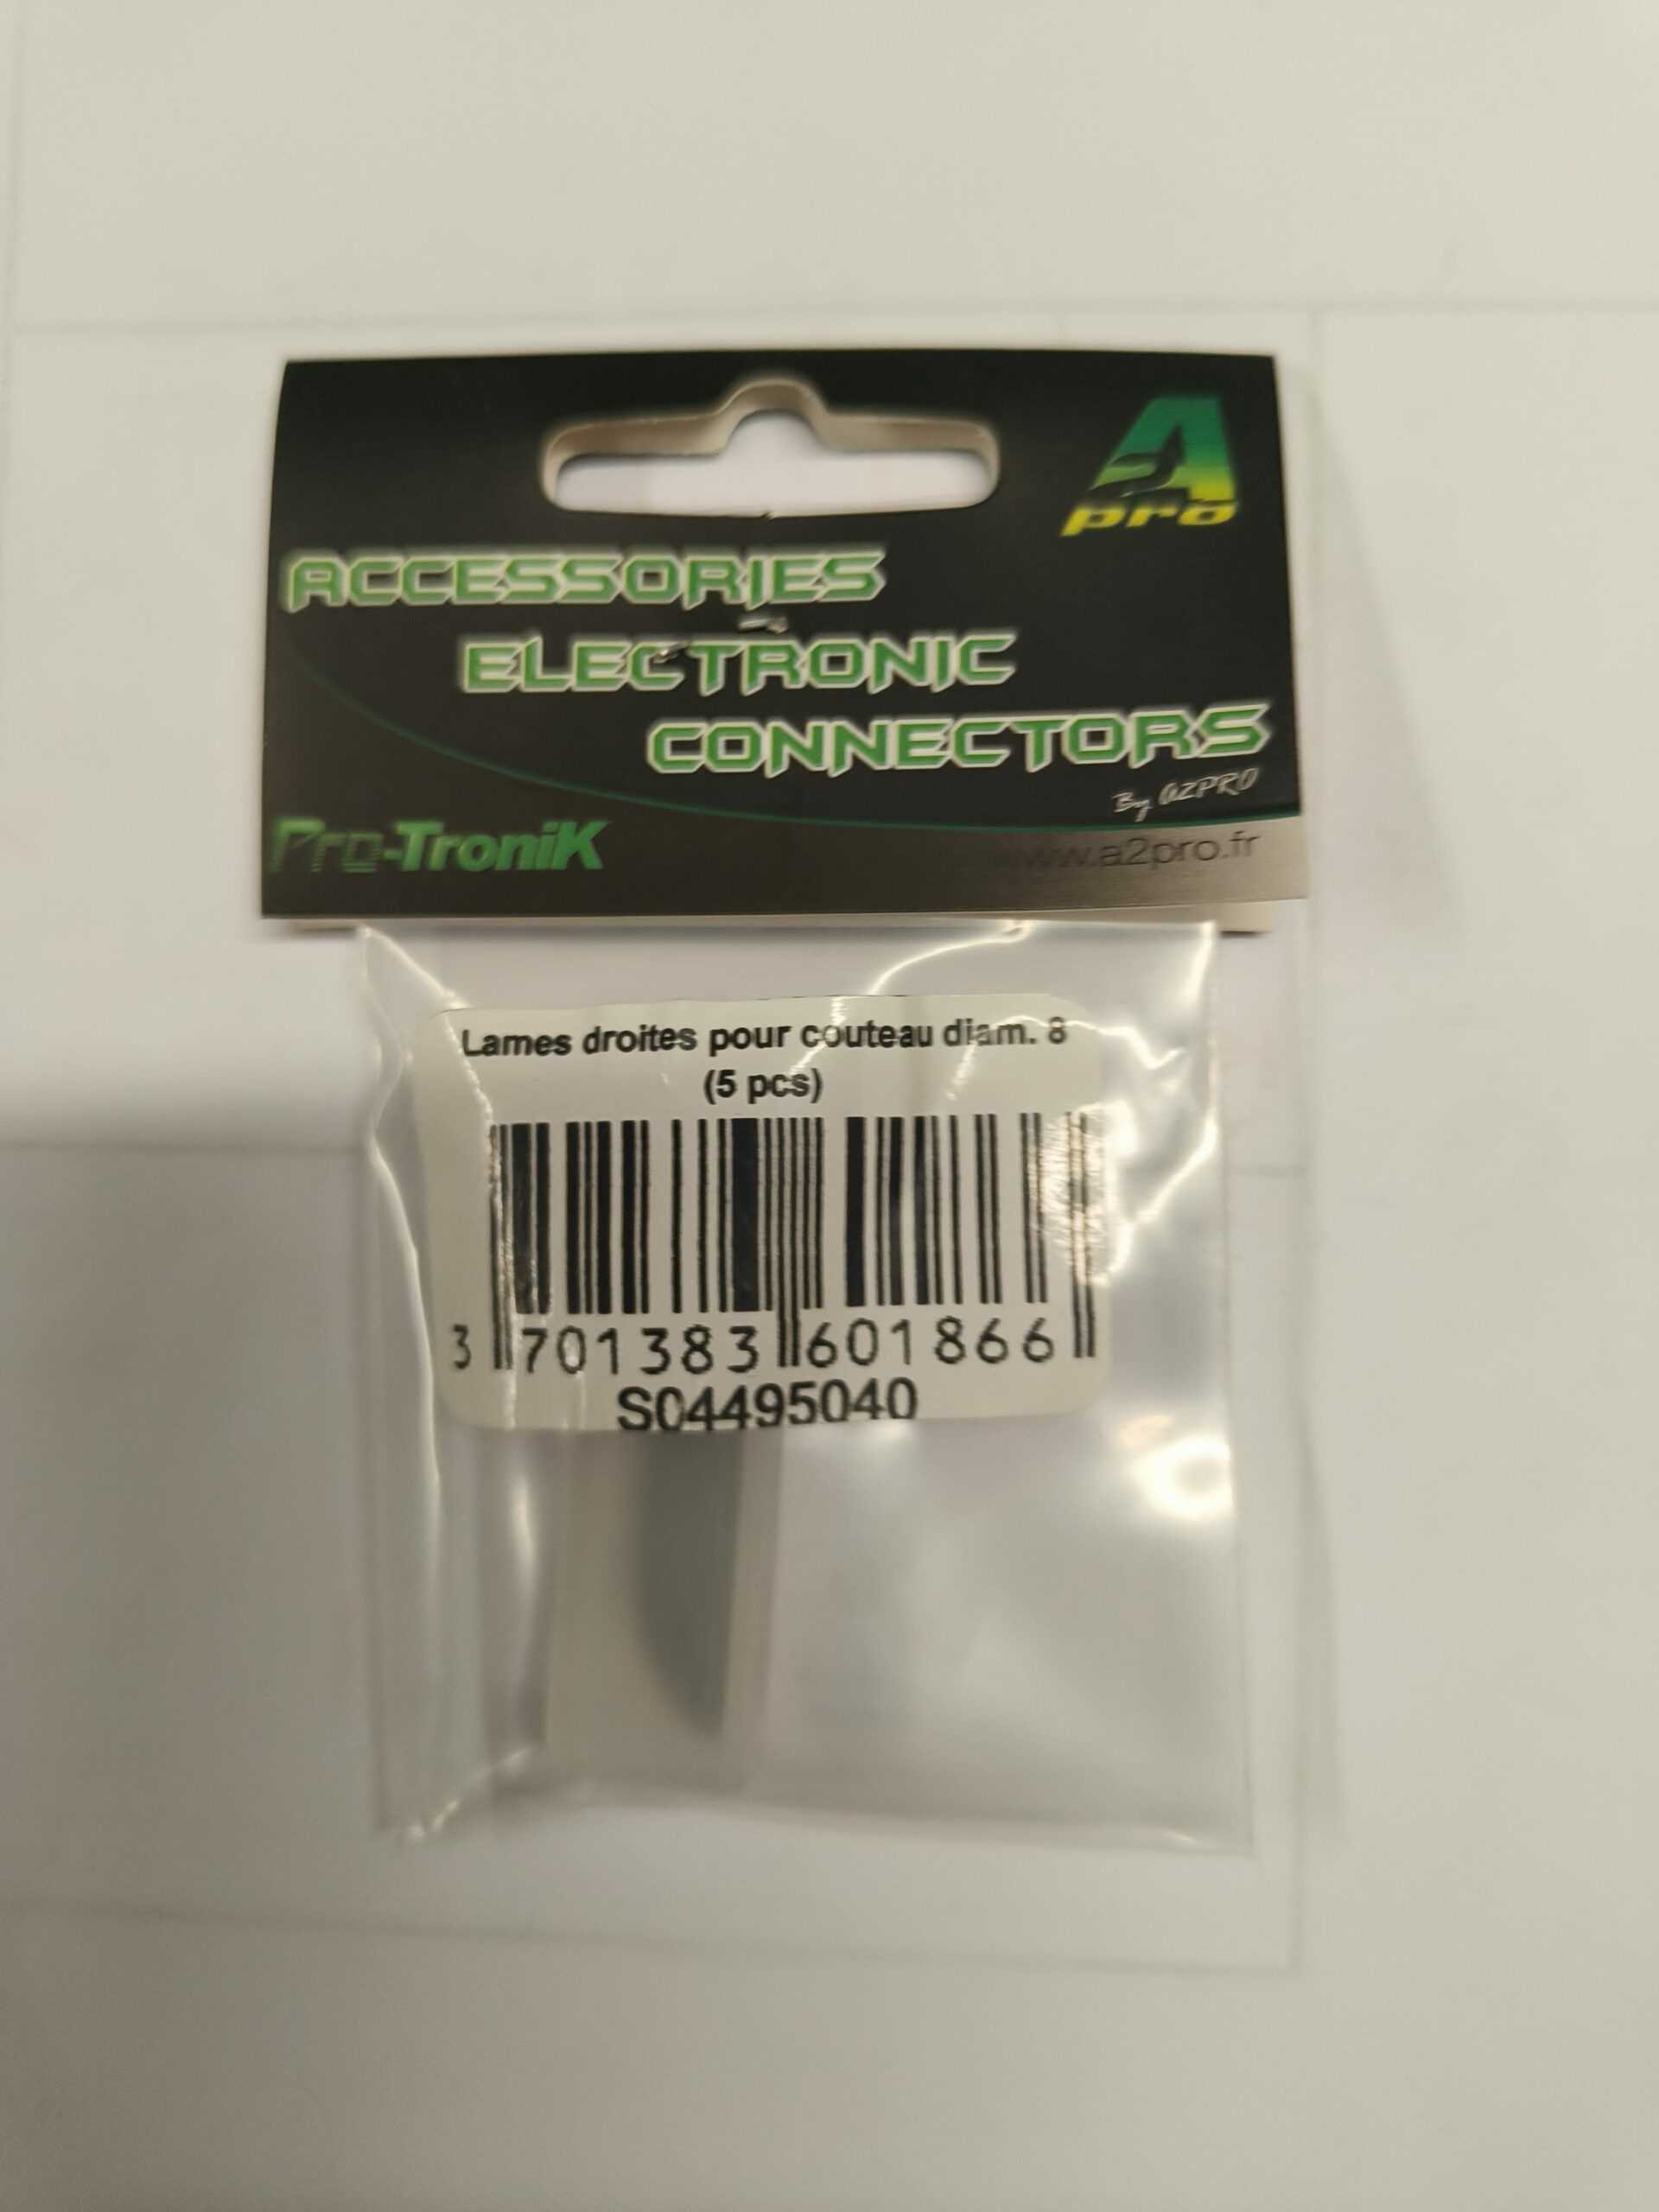 A2
pro
ACCESSORIES
ELECTRONIC
CONNECTORS
By A2PRO
Pro-TroniK
www.a2pro.fr
Lames droites pour couteau diam. 8
(5 pcs)
3 701383 601866
S04495040